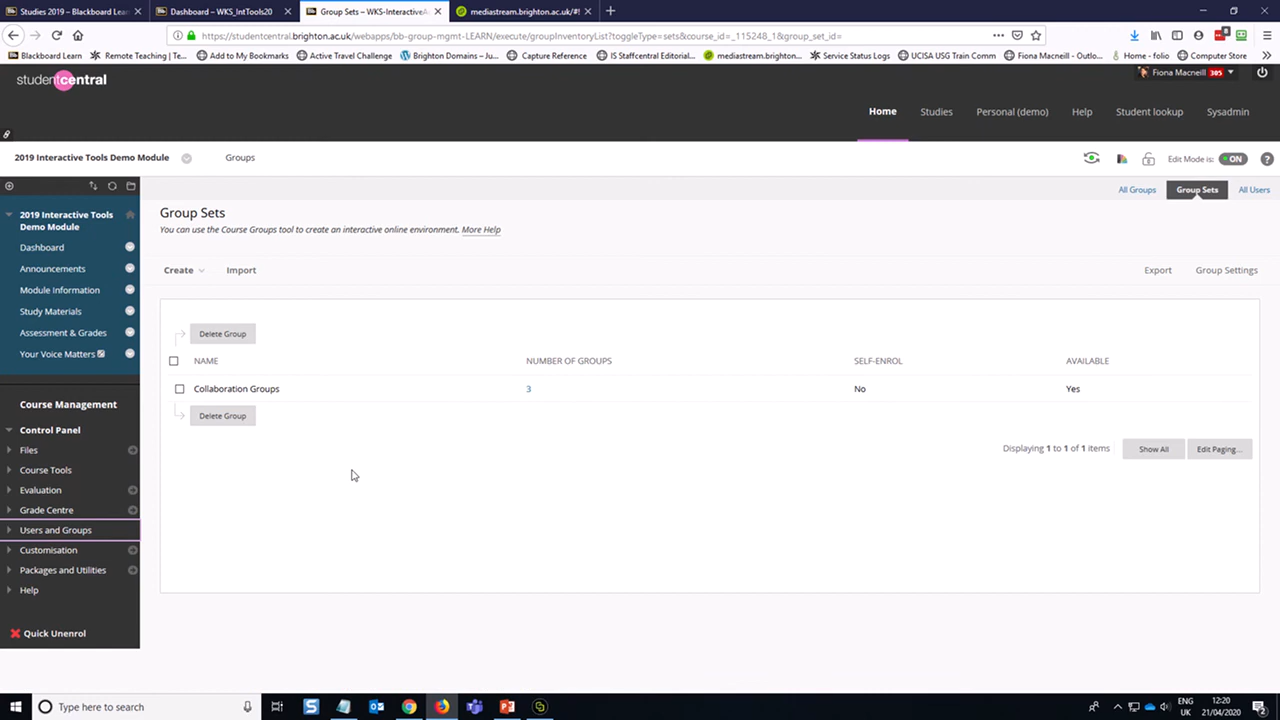 Studies 2019 – Blackboard Lea
Dashboard – WKS_IntTools20
Group Sets – WKS-InteractiveA
mediastream.brighton.ac.uk/#!
https://studentcentral.brighton.ac.uk/webapps/bb-group-mgmt-LEARN/execute/groupInventoryList?toggleType=sets&course_id=_115248_1&group_set_id=
Blackboard Learn
Remote Teaching | Te...
Add to My Bookmarks
Active Travel Challenge
Brighton Domains – Ju...
Capture Reference
IS Staffcentral Editorial...
mediastream.brighton...
Service Status Logs
UCISA USG Train Comm
Fiona Macneill - Outlo...
Home - folio
Computer Store
studentcentral
Fiona Macneill 305
Home
Studies
Personal (demo)
Help
Student lookup
Sysadmin
2019 Interactive Tools Demo Module
Groups
Edit Mode is: ON
?
All Groups
Group Sets
All Users
2019 Interactive Tools
Demo Module
Dashboard
Announcements
Module Information
Study Materials
Assessment & Grades
Your Voice Matters
Course Management
Control Panel
Files
Course Tools
Evaluation
Grade Centre
Users and Groups
Customisation
Packages and Utilities
Help
Quick Unenrol
Group Sets
You can use the Course Groups tool to create an interactive online environment. More Help
Create
Import
Export
Group Settings
Delete Group
NAME
NUMBER OF GROUPS
SELF-ENROL
AVAILABLE
Collaboration Groups
3
No
Yes
Delete Group
Displaying 1 to 1 of 1 items
Show All
Edit Paging...
Type here to search
ENG
UK
12:20
21/04/2020
2